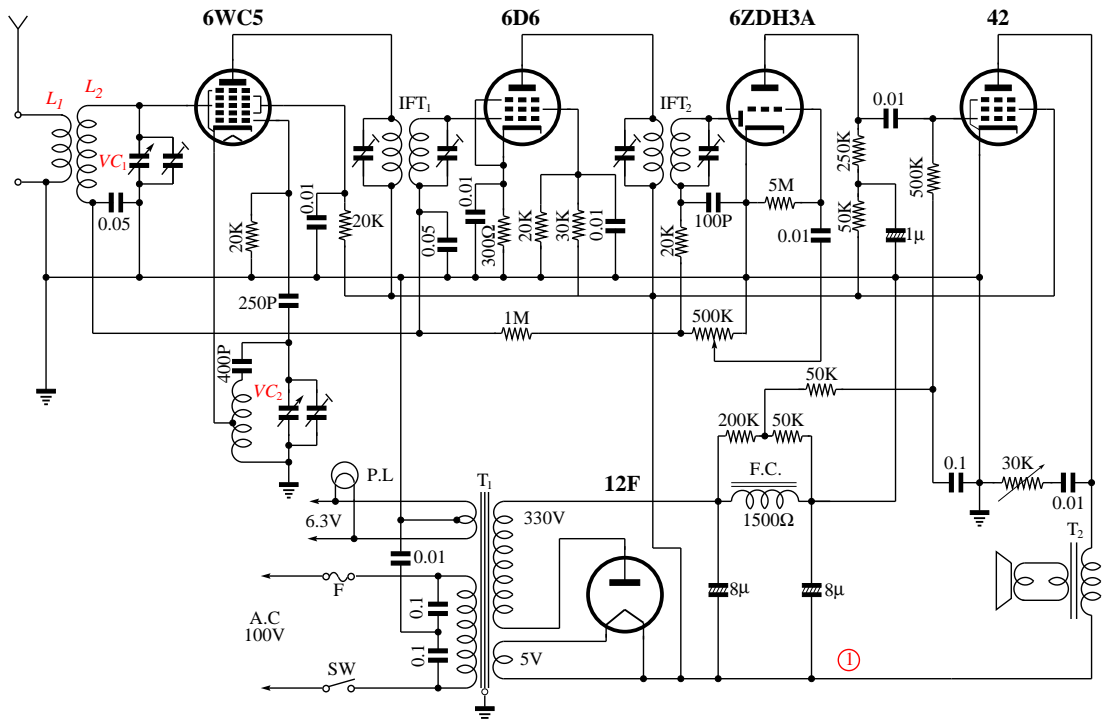 6WC5 6D6 6ZDH3A 42
L1 L2 IFT1 IFT2 0.01
VC1 250K 500K
0.05 20K 0.01 20K 0.05 0.01 300Ω 20K 30K 0.01 100P 5M 20K 0.01 50K 1μ
250P
1M 500K
400P
VC2 50K
200K 50K
P.L T1 12F F.C. 0.1 30K 0.01
6.3V 330V 1500Ω
0.01 T2
F 0.1 8μ 8μ
A.C
100V
0.1 5V 1
SW